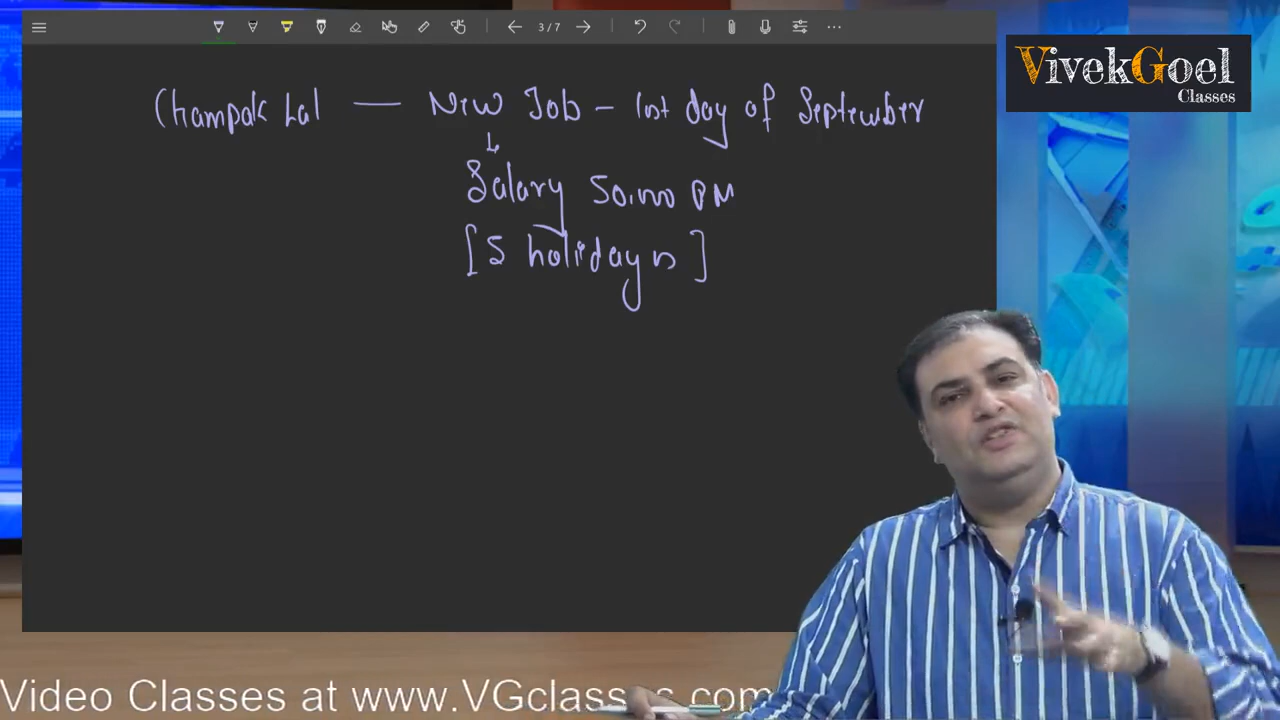 3/7
VivekGoel
Classes
Champak Lal — New Job - 1st day of September
Salary 50,000 PM
[5 holidays]
Video Classes at www.VGclasses.com